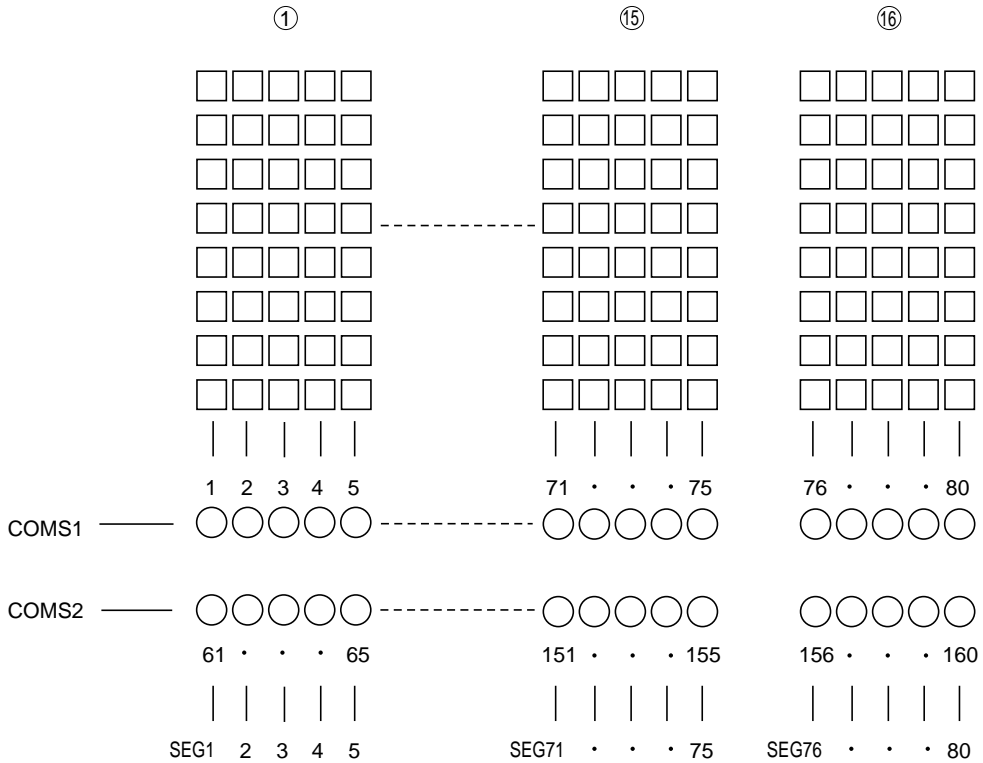 ① ⑮ ⑯
1 2 3 4 5 71 · · · 75 76 · · · 80
COMS1
COMS2
61 · · · 65 151 · · · 155 156 · · · 160
SEG1 2 3 4 5 SEG71 · · · 75 SEG76 · · · 80